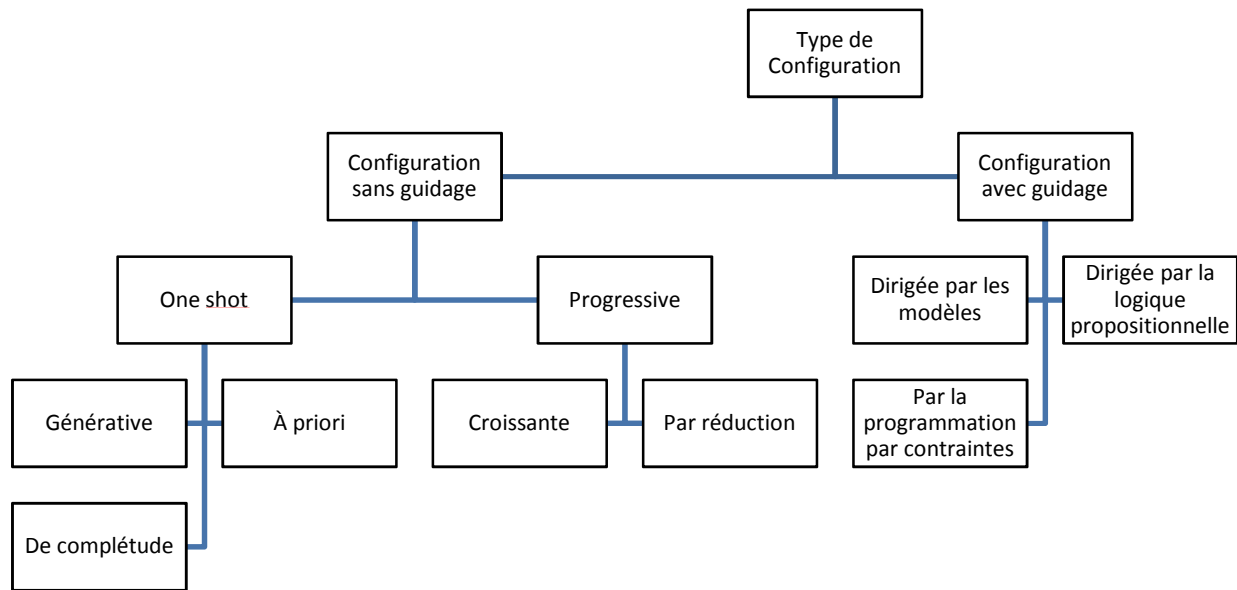 Type de
Configuration
Configuration
sans guidage
Configuration
avec guidage
One shot
Progressive
Dirigée par les
modèles
Dirigée par la
logique
propositionnelle
Générative
À priori
Croissante
Par réduction
Par la
programmation
par contraintes
De complétude